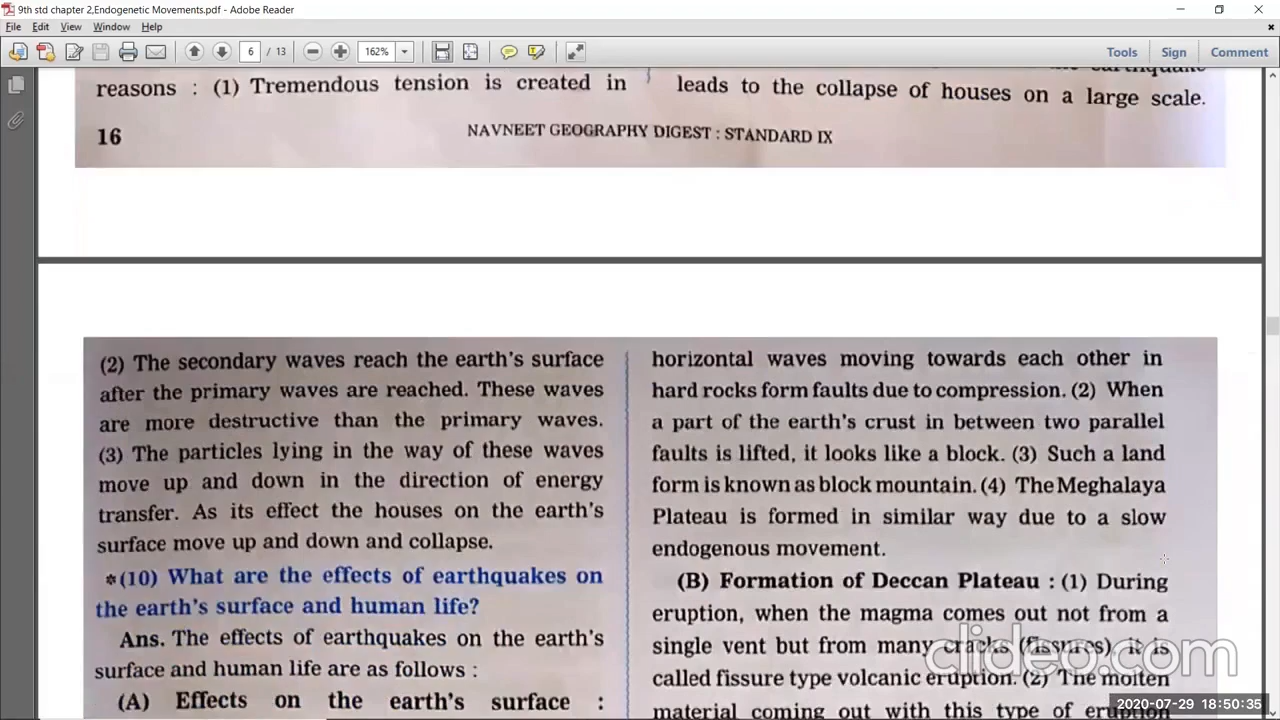 9th std chapter 2,Endogenetic Movements.pdf - Adobe Reader
File Edit View Window Help
6 / 13 162% Tools Sign Comment
earthquake
reasons : (1) Tremendous tension is created in
leads to the collapse of houses on a large scale.
16 NAVNEET GEOGRAPHY DIGEST : STANDARD IX
(2) The secondary waves reach the earth's surface
after the primary waves are reached. These waves
are more destructive than the primary waves.
(3) The particles lying in the way of these waves
move up and down in the direction of energy
transfer. As its effect the houses on the earth's
surface move up and down and collapse.
*(10) What are the effects of earthquakes on
the earth's surface and human life?
Ans. The effects of earthquakes on the earth's
surface and human life are as follows :
(A) Effects on the earth's surface :
horizontal waves moving towards each other in
hard rocks form faults due to compression. (2) When
a part of the earth's crust in between two parallel
faults is lifted, it looks like a block. (3) Such a land
form is known as block mountain. (4) The Meghalaya
Plateau is formed in similar way due to a slow
endogenous movement.
(B) Formation of Deccan Plateau : (1) During
eruption, when the magma comes out not from a
single vent but from many cracks (fissures), it is
called fissure type volcanic eruption. (2) The molten
material coming out with this type of eruption
clideo.com
2020-07-29 18:50:35